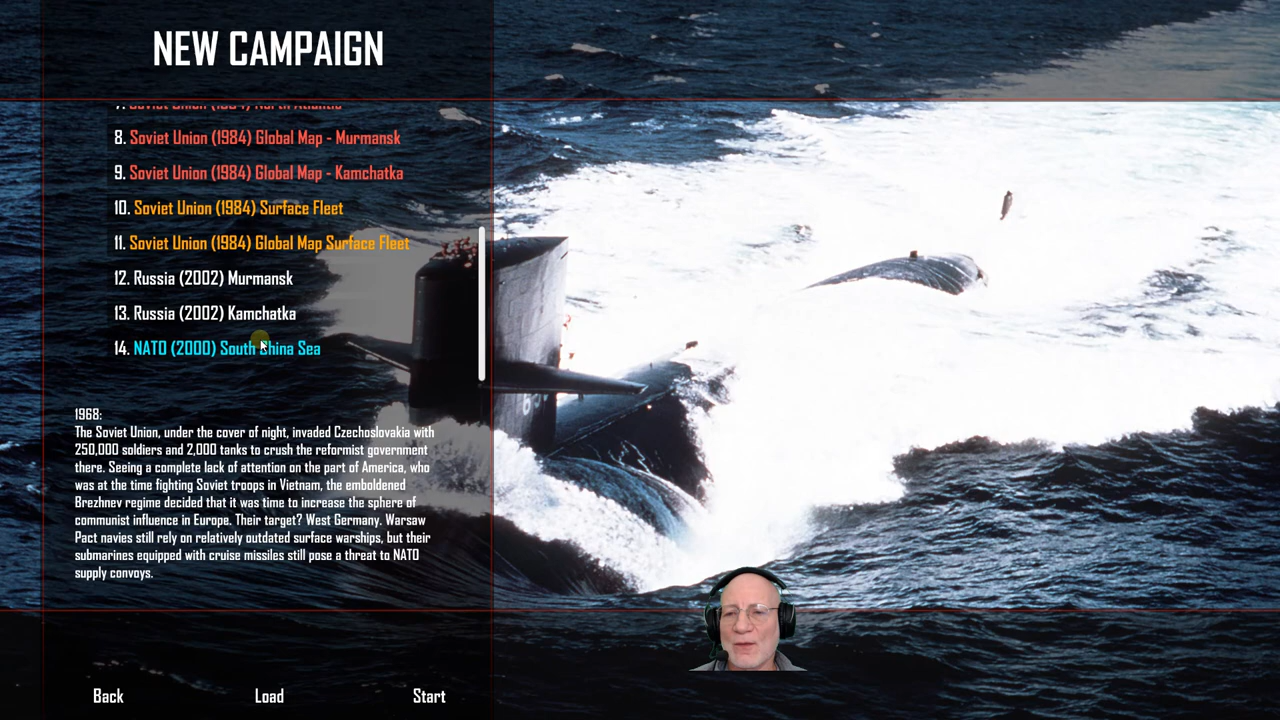 NEW CAMPAIGN
7. Soviet Union (1984) North Atlantic
8. Soviet Union (1984) Global Map - Murmansk
9. Soviet Union (1984) Global Map - Kamchatka
10. Soviet Union (1984) Surface Fleet
11. Soviet Union (1984) Global Map Surface Fleet
12. Russia (2002) Murmansk
13. Russia (2002) Kamchatka
14. NATO (2000) South China Sea
1968:
The Soviet Union, under the cover of night, invaded Czechoslovakia with
250,000 soldiers and 2,000 tanks to crush the reformist government
there. Seeing a complete lack of attention on the part of America, who
was at the time fighting Soviet troops in Vietnam, the emboldened
Brezhnev regime decided that it was time to increase the sphere of
communist influence in Europe. Their target? West Germany. Warsaw
Pact navies still rely on relatively outdated surface warships, but their
submarines equipped with cruise missiles still pose a threat to NATO
supply convoys.
Back
Load
Start